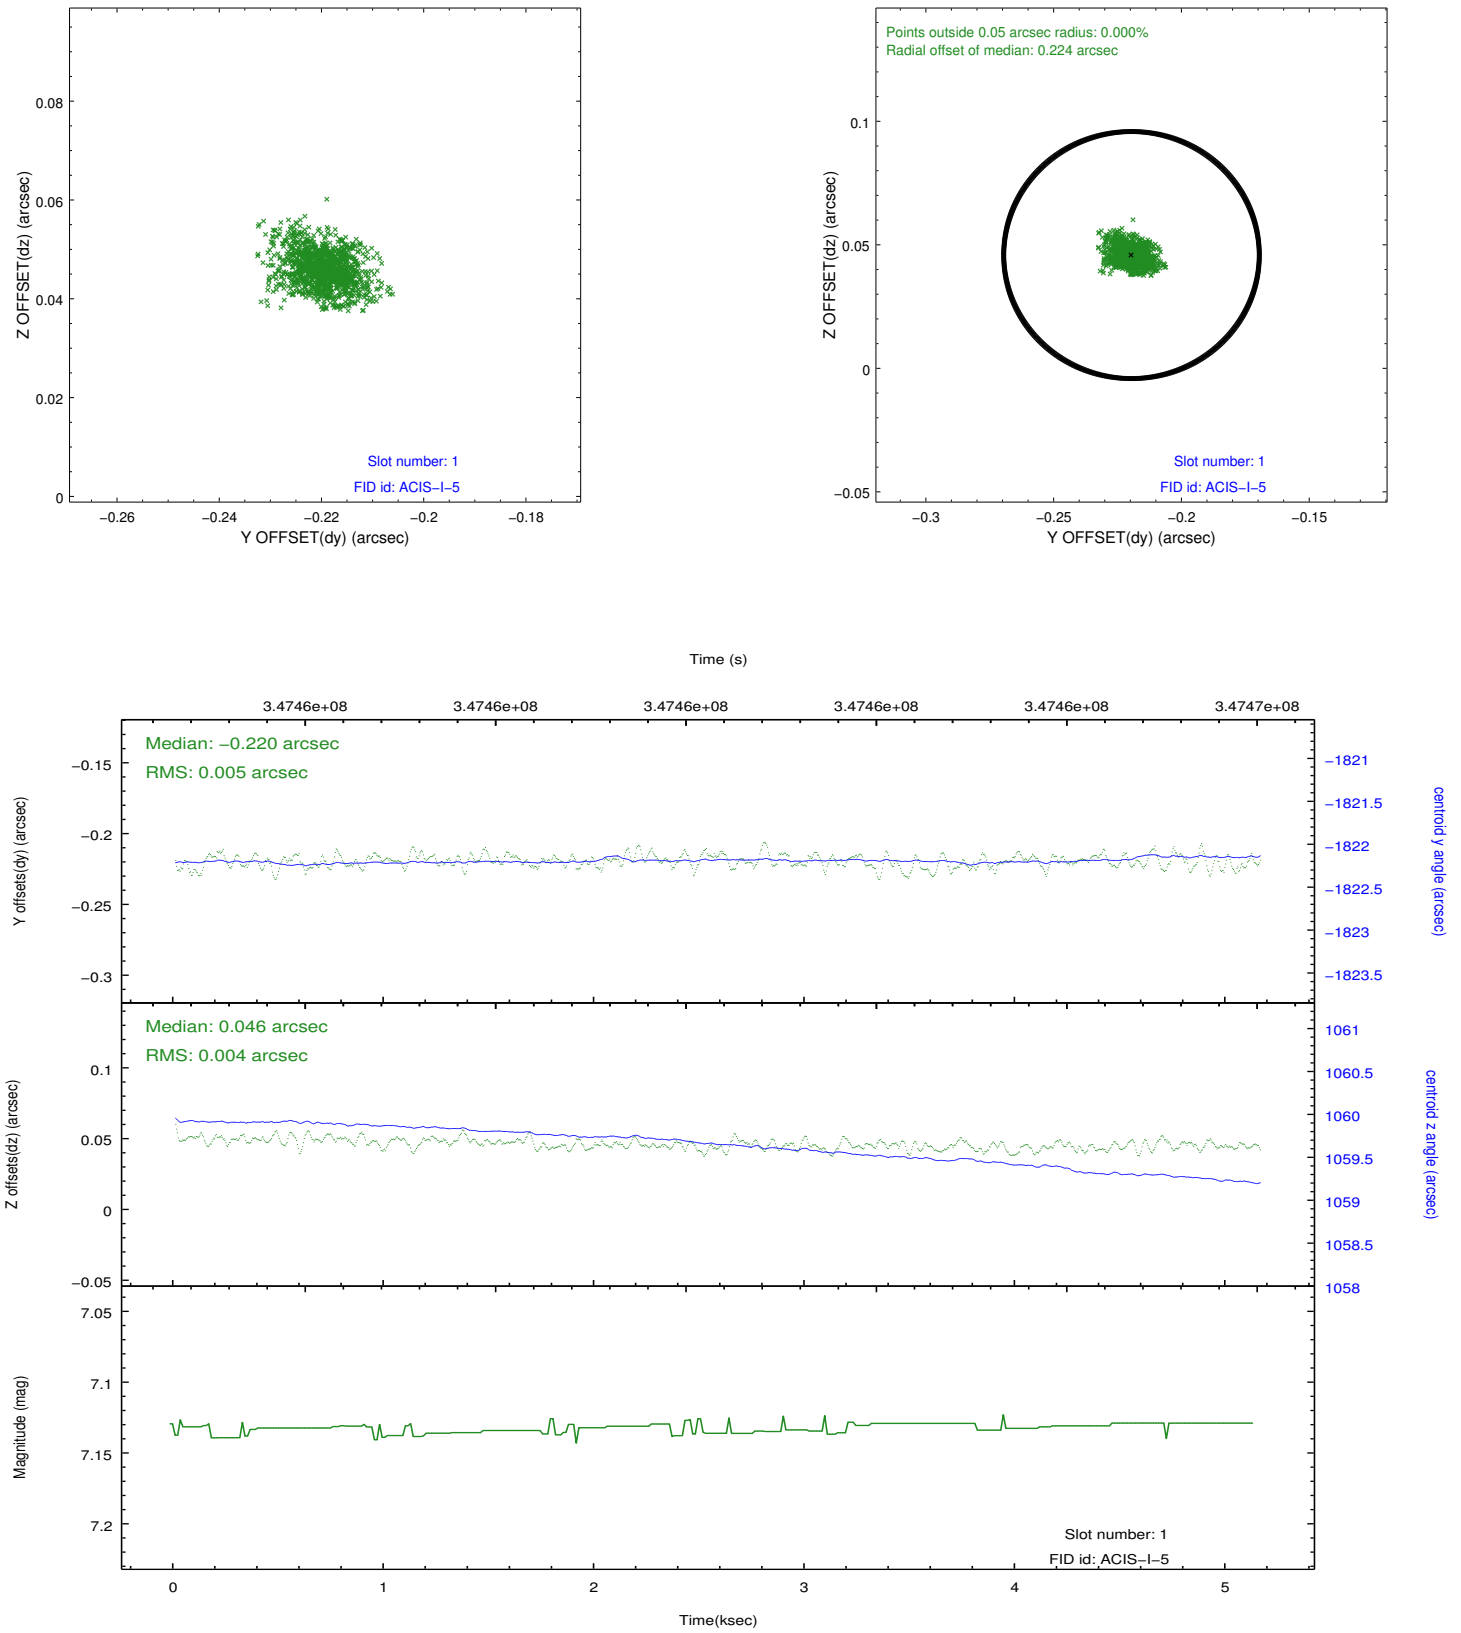 0.08
0.06
0.04
0.02
0
Z OFFSET(dz) (arcsec)
Slot number: 1
FID id: ACIS−I−5
−0.26 −0.24 −0.22 −0.2 −0.18
Y OFFSET(dy) (arcsec)
Points outside 0.05 arcsec radius: 0.000%
Radial offset of median: 0.224 arcsec
0.1
0.05
0
−0.05
Z OFFSET(dz) (arcsec)
Slot number: 1
FID id: ACIS−I−5
−0.3 −0.25 −0.2 −0.15
Y OFFSET(dy) (arcsec)
Time (s)
3.4746e+08 3.4746e+08 3.4746e+08 3.4746e+08 3.4746e+08 3.4747e+08
Median: −0.220 arcsec
RMS: 0.005 arcsec
−0.15
−0.2
−0.25
−0.3
Y offsets(dy) (arcsec)
−1821
−1821.5
−1822
−1822.5
−1823
−1823.5
centroid y angle (arcsec)
Median: 0.046 arcsec
RMS: 0.004 arcsec
0.1
0.05
0
−0.05
Z offsets(dz) (arcsec)
1061
1060.5
1060
1059.5
1059
1058.5
1058
centroid z angle (arcsec)
7.05
7.1
7.15
7.2
Magnitude (mag)
Slot number: 1
FID id: ACIS−I−5
0 1 2 3 4 5
Time(ksec)